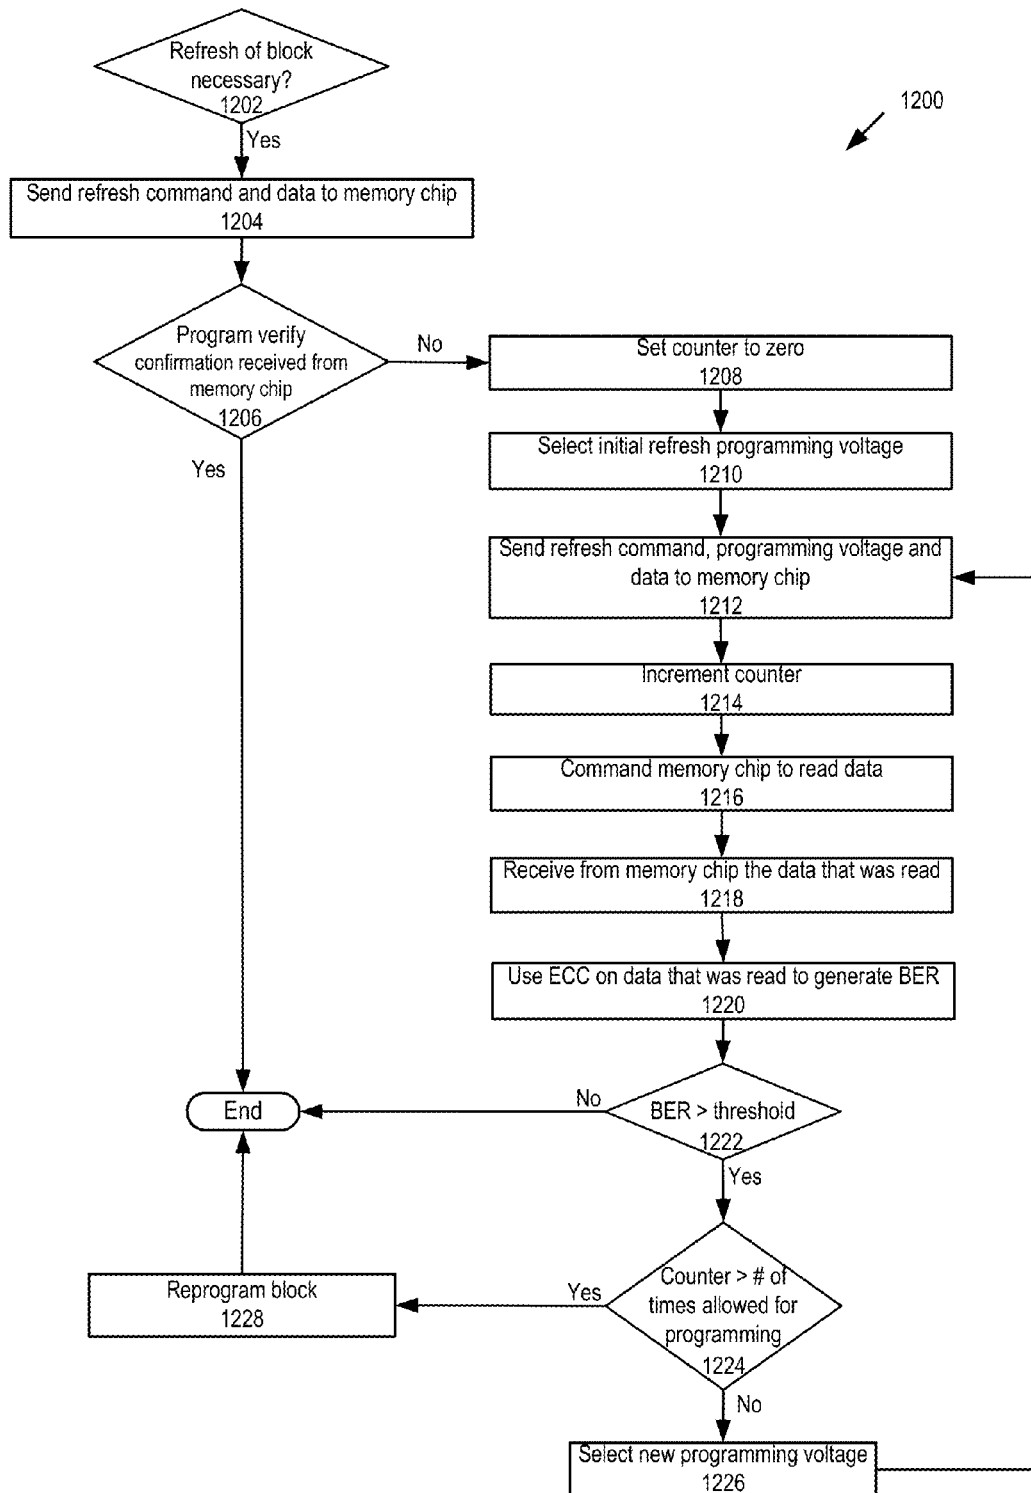 Refresh of block
necessary?
1202
1200
Yes
Send refresh command and data to memory chip
1204
Program verify
confirmation received from
memory chip
1206
No
Yes
Set counter to zero
1208
Select initial refresh programming voltage
1210
Send refresh command, programming voltage and
data to memory chip
1212
Increment counter
1214
Command memory chip to read data
1216
Receive from memory chip the data that was read
1218
Use ECC on data that was read to generate BER
1220
End
No
BER > threshold
1222
Yes
Reprogram block
1228
Yes
Counter > # of
times allowed for
programming
1224
No
Select new programming voltage
1226